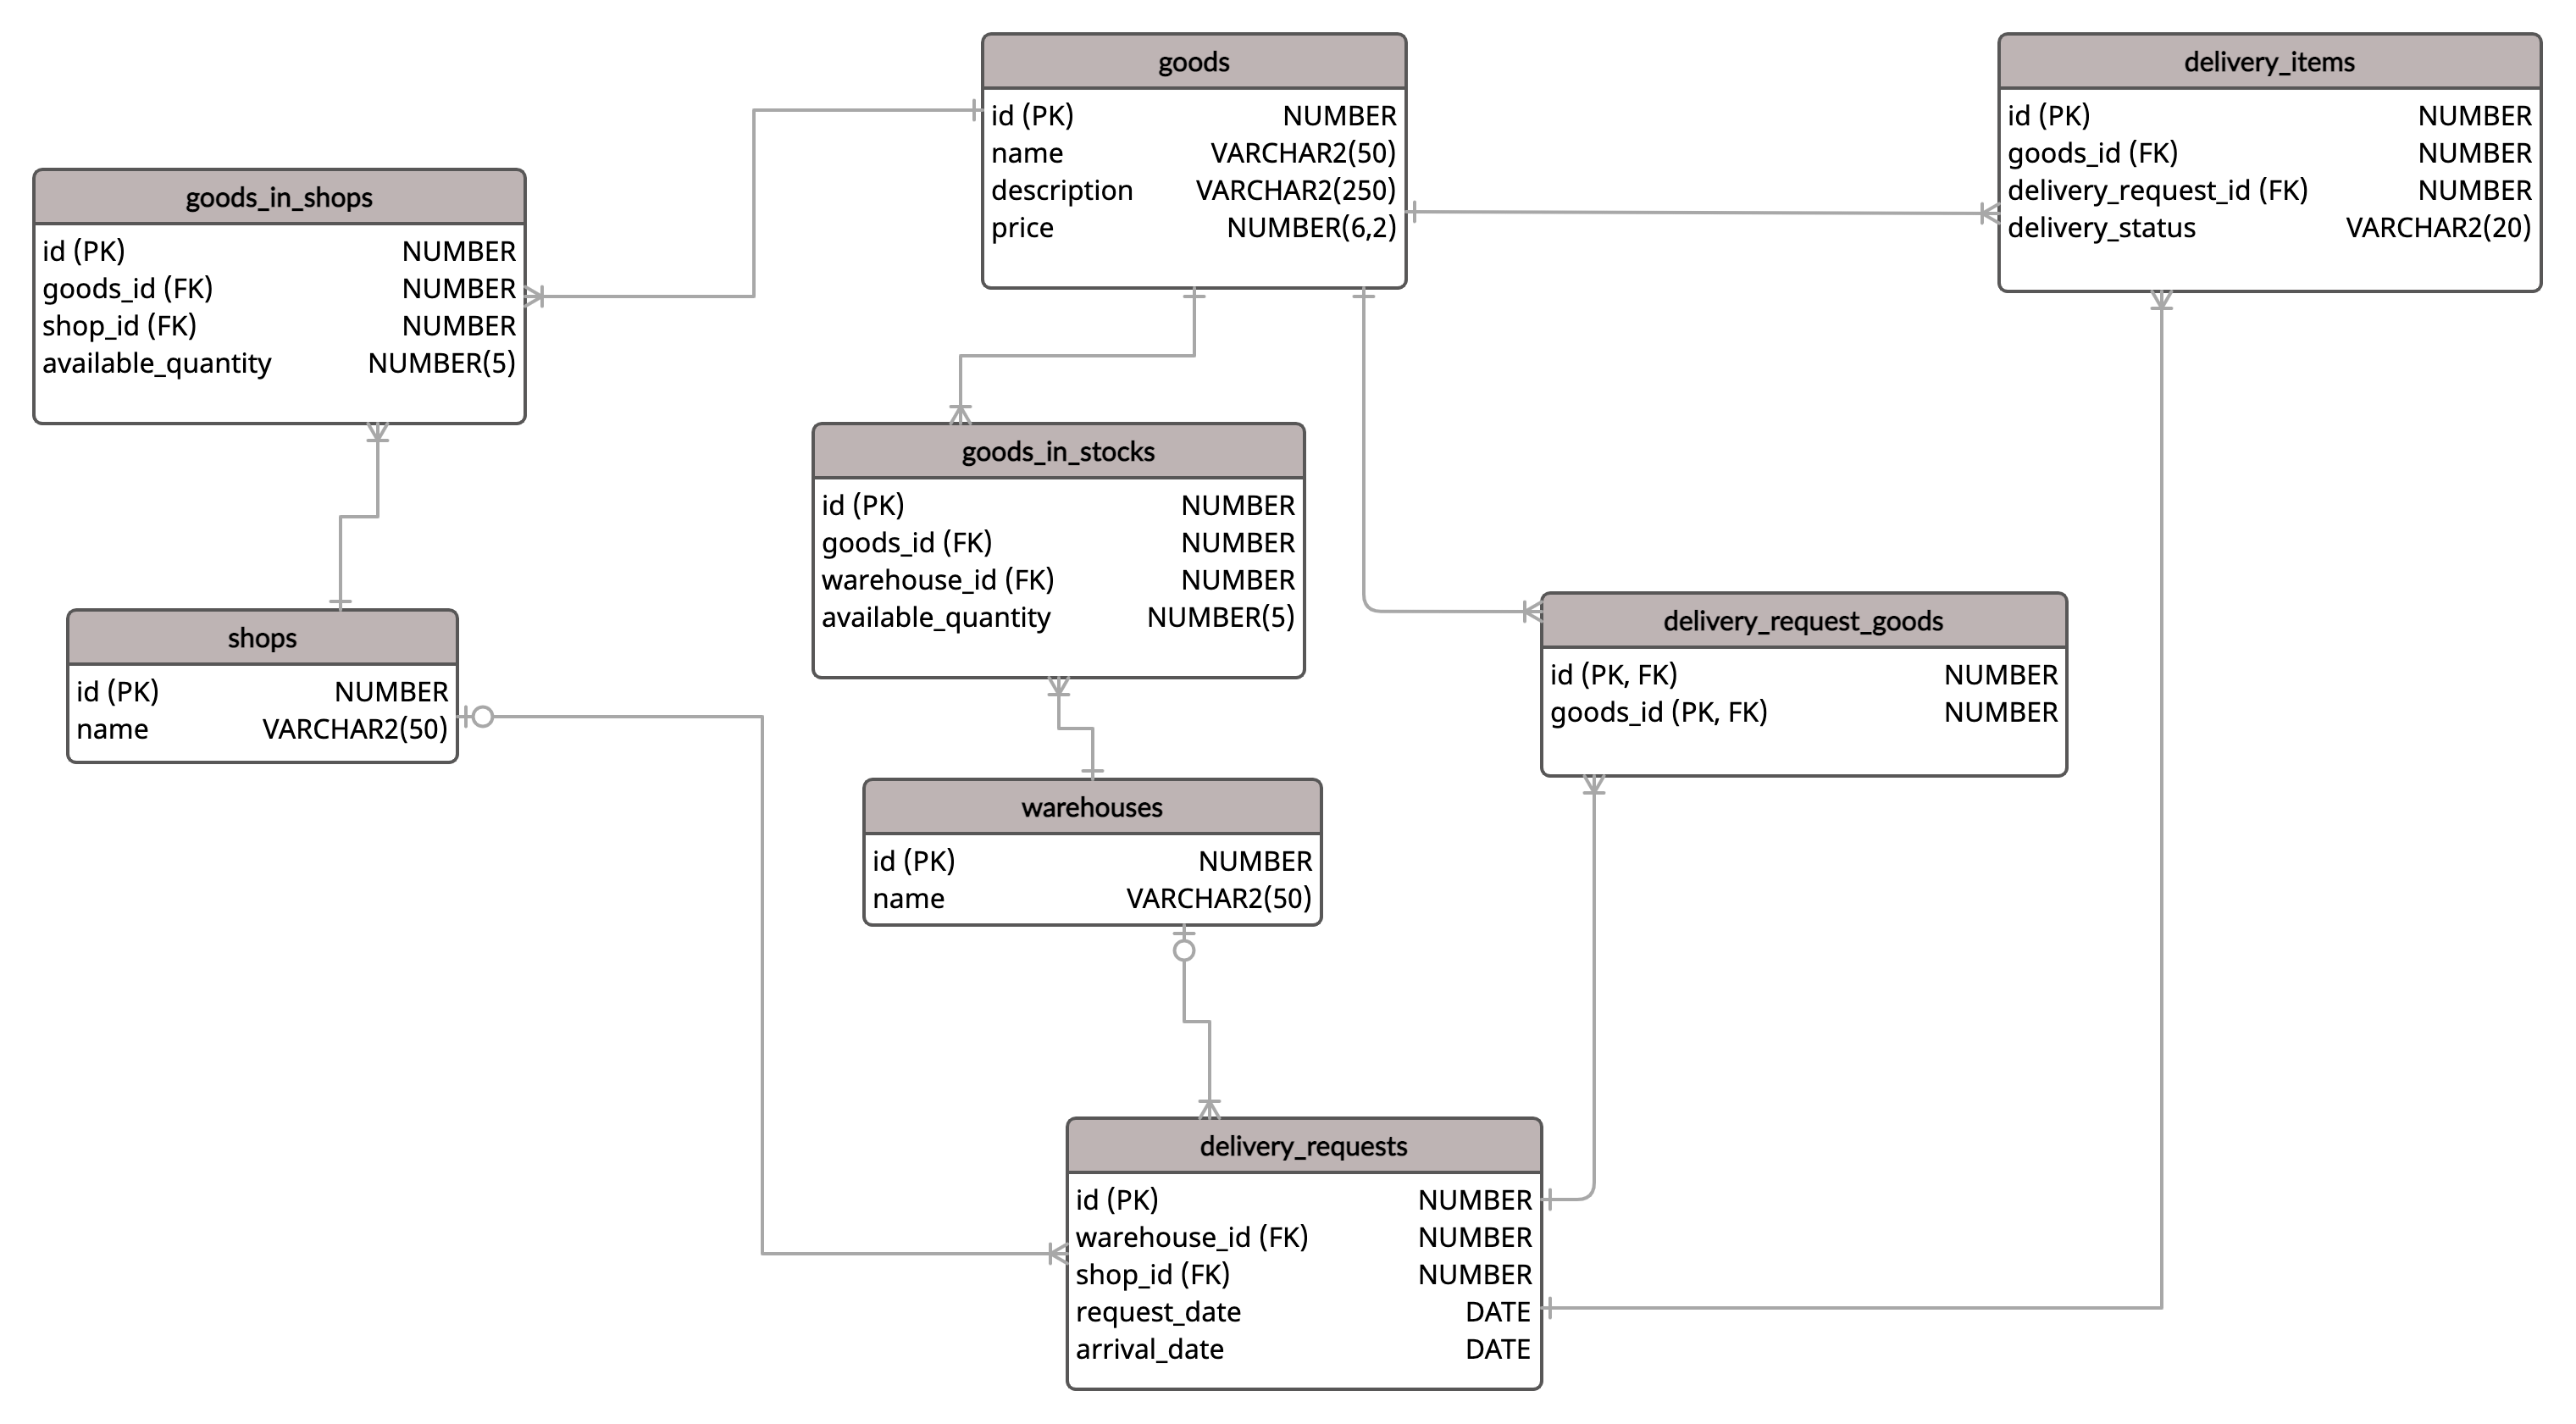 goods
id (PK) NUMBER
name VARCHAR2(50)
description VARCHAR2(250)
price NUMBER(6,2)
delivery_items
id (PK) NUMBER
goods_id (FK) NUMBER
delivery_request_id (FK) NUMBER
delivery_status VARCHAR2(20)
goods_in_shops
id (PK) NUMBER
goods_id (FK) NUMBER
shop_id (FK) NUMBER
available_quantity NUMBER(5)
goods_in_stocks
id (PK) NUMBER
goods_id (FK) NUMBER
warehouse_id (FK) NUMBER
available_quantity NUMBER(5)
shops
id (PK) NUMBER
name VARCHAR2(50)
delivery_request_goods
id (PK, FK) NUMBER
goods_id (PK, FK) NUMBER
warehouses
id (PK) NUMBER
name VARCHAR2(50)
delivery_requests
id (PK) NUMBER
warehouse_id (FK) NUMBER
shop_id (FK) NUMBER
request_date DATE
arrival_date DATE